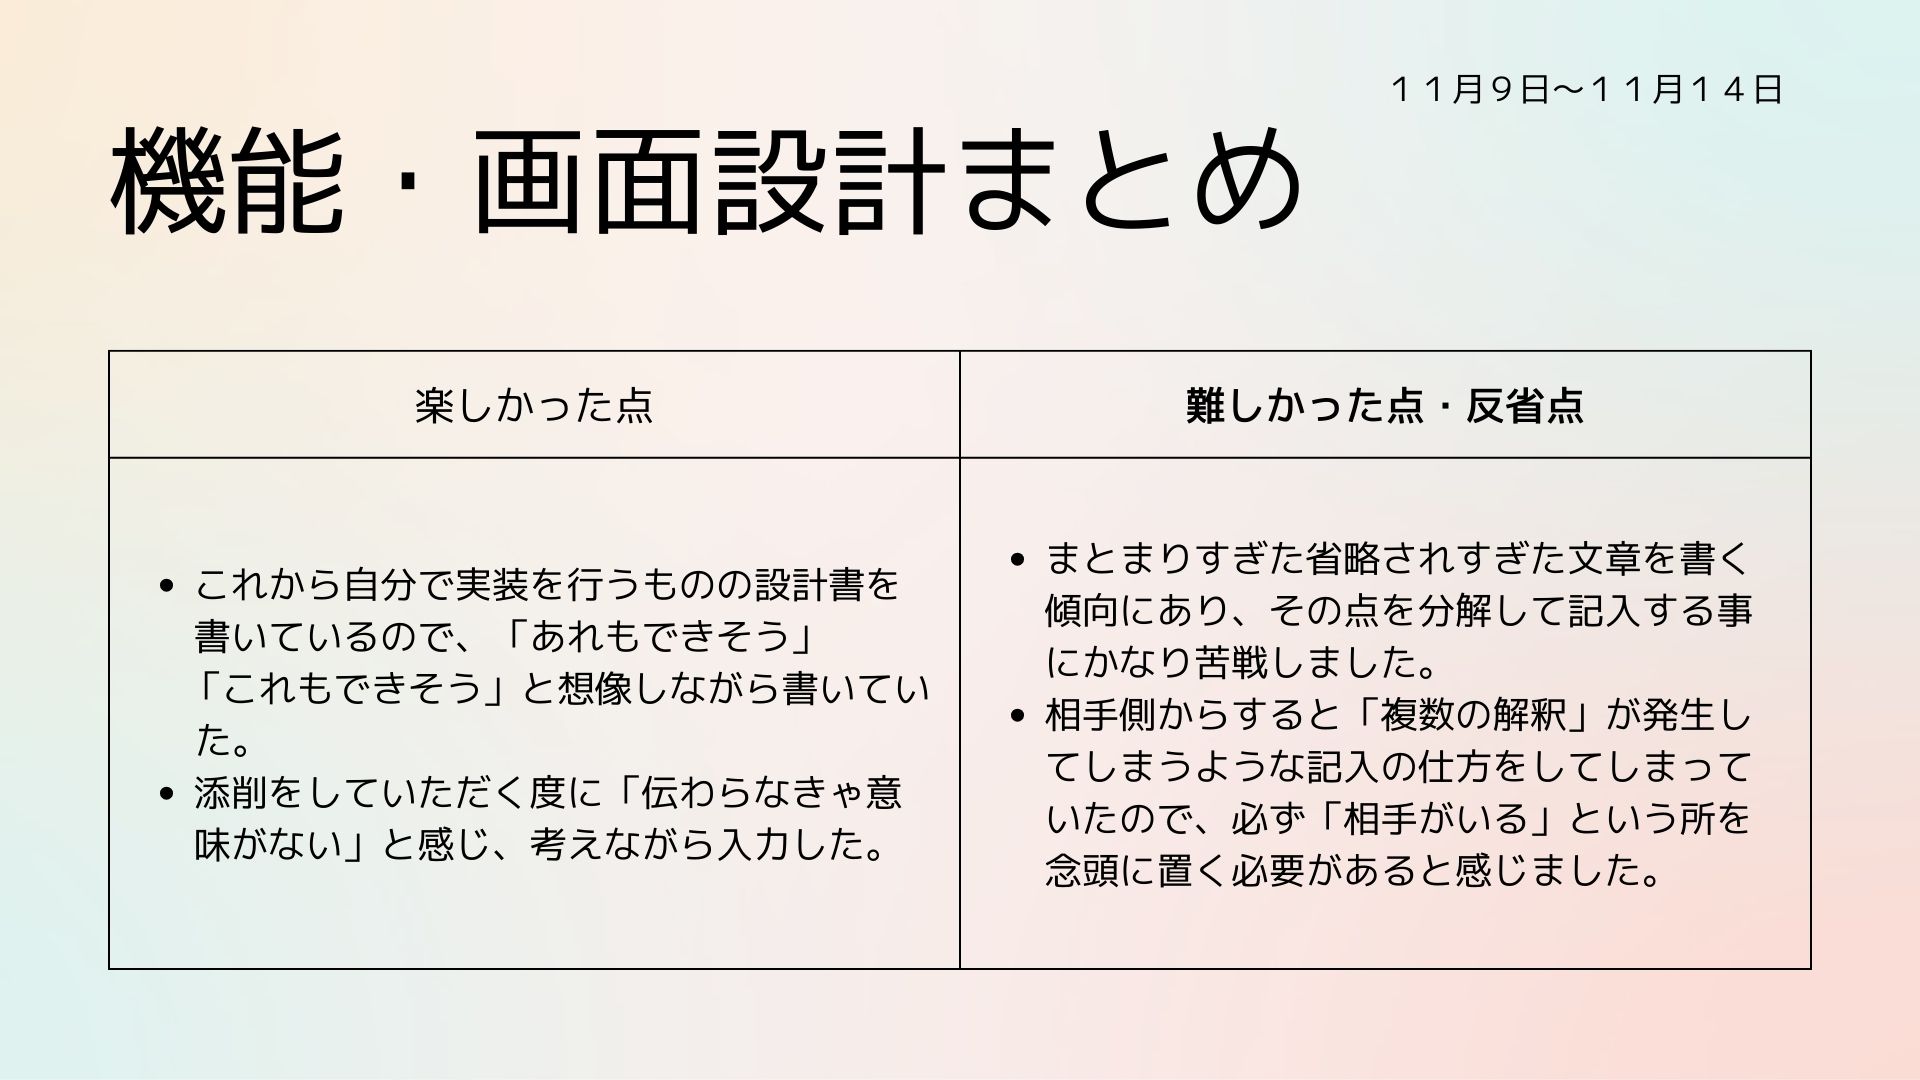 １１月９日〜１１月１４日
機能・画面設計まとめ
楽しかった点
難しかった点・反省点
これから自分で実装を行うものの設計書を
書いているので、「あれもできそう」
「これもできそう」と想像しながら書いてい
た。
添削をしていただく度に「伝わらなきゃ意
味がない」と感じ、考えながら入力した。
まとまりすぎた省略されすぎた文章を書く
傾向にあり、その点を分解して記入する事
にかなり苦戦しました。
相手側からすると「複数の解釈」が発生し
てしまうような記入の仕方をしてしまって
いたので、必ず「相手がいる」という所を
念頭に置く必要があると感じました。